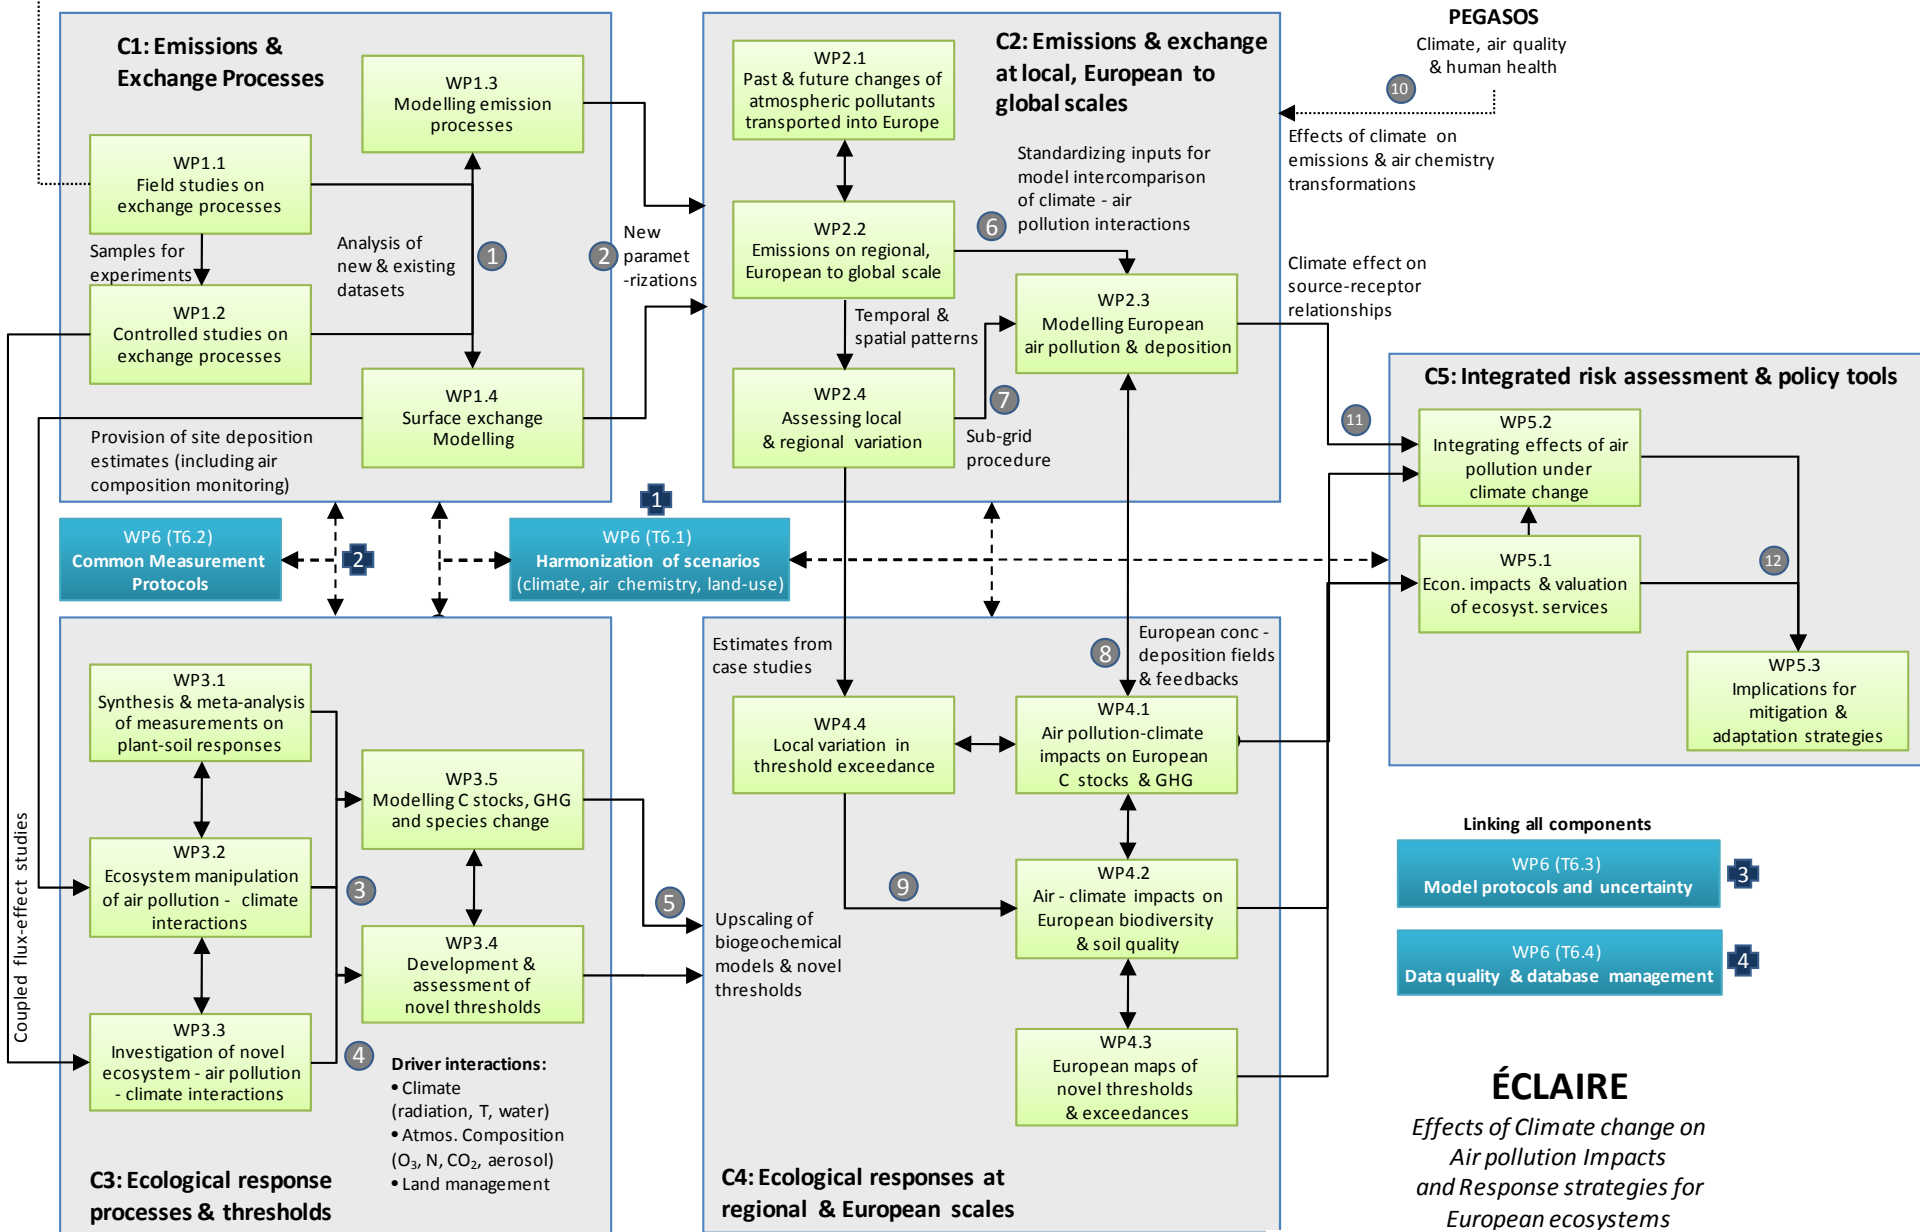 C1: Emissions &
Exchange Processes
WP1.3
Modelling emission
processes
WP1.1
Field studies on
exchange processes
Samples for
experiments
Analysis of
new & existing
datasets
1
WP1.2
Controlled studies on
exchange processes
WP1.4
Surface exchange
Modelling
Provision of site deposition
estimates (including air
composition monitoring)
2
New
paramet
-rizations
C2: Emissions & exchange
at local, European to
global scales
WP2.1
Past & future changes of
atmospheric pollutants
transported into Europe
Standardizing inputs for
model intercomparison
of climate - air
pollution interactions
6
WP2.2
Emissions on regional,
European to global scale
WP2.3
Modelling European
air pollution & deposition
Temporal &
spatial patterns
WP2.4
Assessing local
& regional variation
7
Sub-grid
procedure
PEGASOS
Climate, air quality
& human health
10
Effects of climate on
emissions & air chemistry
transformations
Climate effect on
source-receptor
relationships
11
C5: Integrated risk assessment & policy tools
WP5.2
Integrating effects of air
pollution under
climate change
WP5.1
Econ. impacts & valuation
of ecosyst. services
12
WP5.3
Implications for
mitigation &
adaptation strategies
WP6 (T6.2)
Common Measurement
Protocols
2
1
WP6 (T6.1)
Harmonization of scenarios
(climate, air chemistry, land-use)
Coupled flux-effect studies
WP3.1
Synthesis & meta-analysis
of measurements on
plant-soil responses
WP3.5
Modelling C stocks, GHG
and species change
WP3.2
Ecosystem manipulation
of air pollution - climate
interactions
3
WP3.4
Development &
assessment of
novel thresholds
WP3.3
Investigation of novel
ecosystem - air pollution
- climate interactions
4
Driver interactions:
• Climate
(radiation, T, water)
• Atmos. Composition
(O₃, N, CO₂, aerosol)
• Land management
C3: Ecological response
processes & thresholds
5
Upscaling of
biogeochemical
models & novel
thresholds
Estimates from
case studies
8
European conc -
deposition fields
& feedbacks
WP4.4
Local variation in
threshold exceedance
WP4.1
Air pollution-climate
impacts on European
C stocks & GHG
9
WP4.2
Air - climate impacts on
European biodiversity
& soil quality
WP4.3
European maps of
novel thresholds
& exceedances
C4: Ecological responses at
regional & European scales
Linking all components
WP6 (T6.3)
Model protocols and uncertainty
3
WP6 (T6.4)
Data quality & database management
4
ÉCLAIRE
Effects of Climate change on
Air pollution Impacts
and Response strategies for
European ecosystems